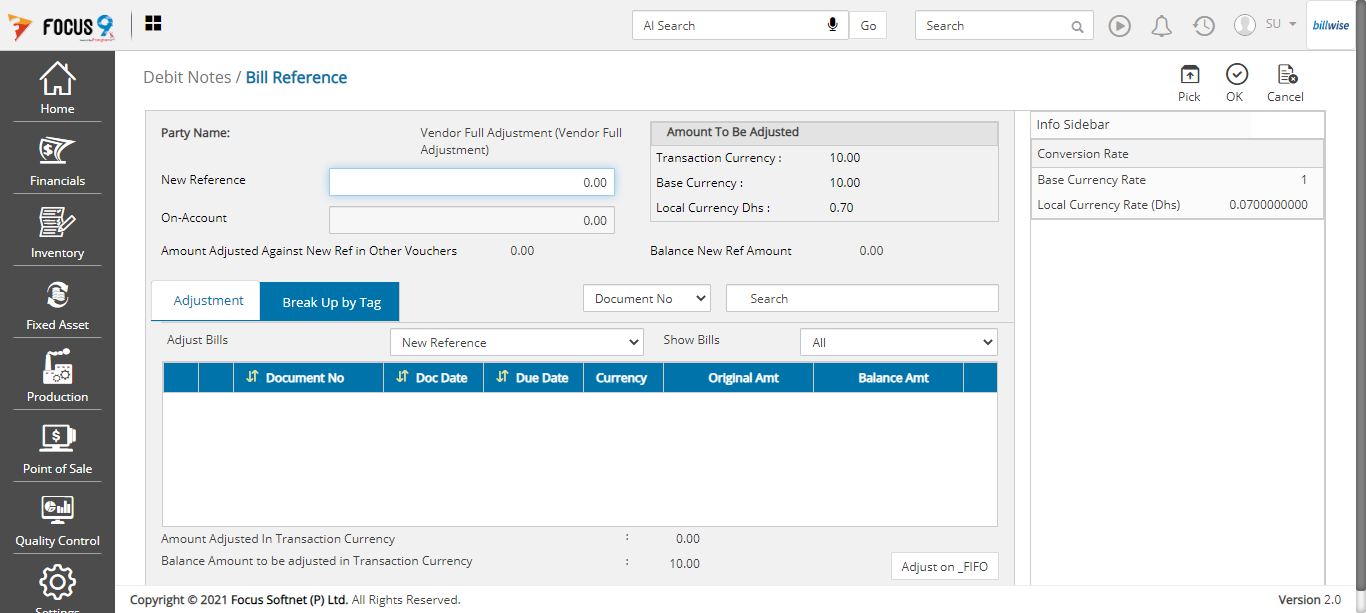 FOCUS 9
AI Search
Go
Search
SU
billwise
Home
Financials
Inventory
Fixed Asset
Production
Point of Sale
Quality Control
Settings
Debit Notes / Bill Reference
Pick
OK
Cancel
Party Name:
Vendor Full Adjustment (Vendor Full
Adjustment)
New Reference
0.00
On-Account
0.00
Amount Adjusted Against New Ref in Other Vouchers
0.00
Amount To Be Adjusted
Transaction Currency :
10.00
Base Currency :
10.00
Local Currency Dhs :
0.70
Balance New Ref Amount
0.00
Info Sidebar
Conversion Rate
Base Currency Rate
1
Local Currency Rate (Dhs)
0.0700000000
Adjustment
Break Up by Tag
Document No
Search
Adjust Bills
New Reference
Show Bills
All
Document No
Doc Date
Due Date
Currency
Original Amt
Balance Amt
Amount Adjusted In Transaction Currency
:
0.00
Balance Amount to be adjusted in Transaction Currency
:
10.00
Adjust on _FIFO
Copyright © 2021 Focus Softnet (P) Ltd. All Rights Reserved.
Version 2.0